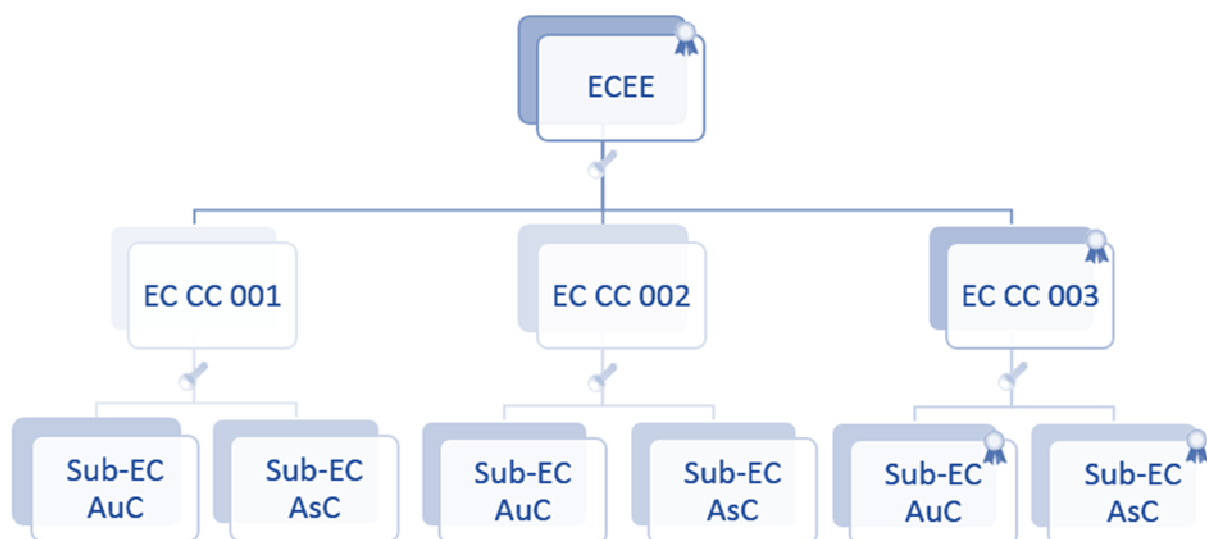 ECEE
EC CC 001
EC CC 002
EC CC 003
Sub-EC
AuC
Sub-EC
AsC
Sub-EC
AuC
Sub-EC
AsC
Sub-EC
AuC
Sub-EC
AsC